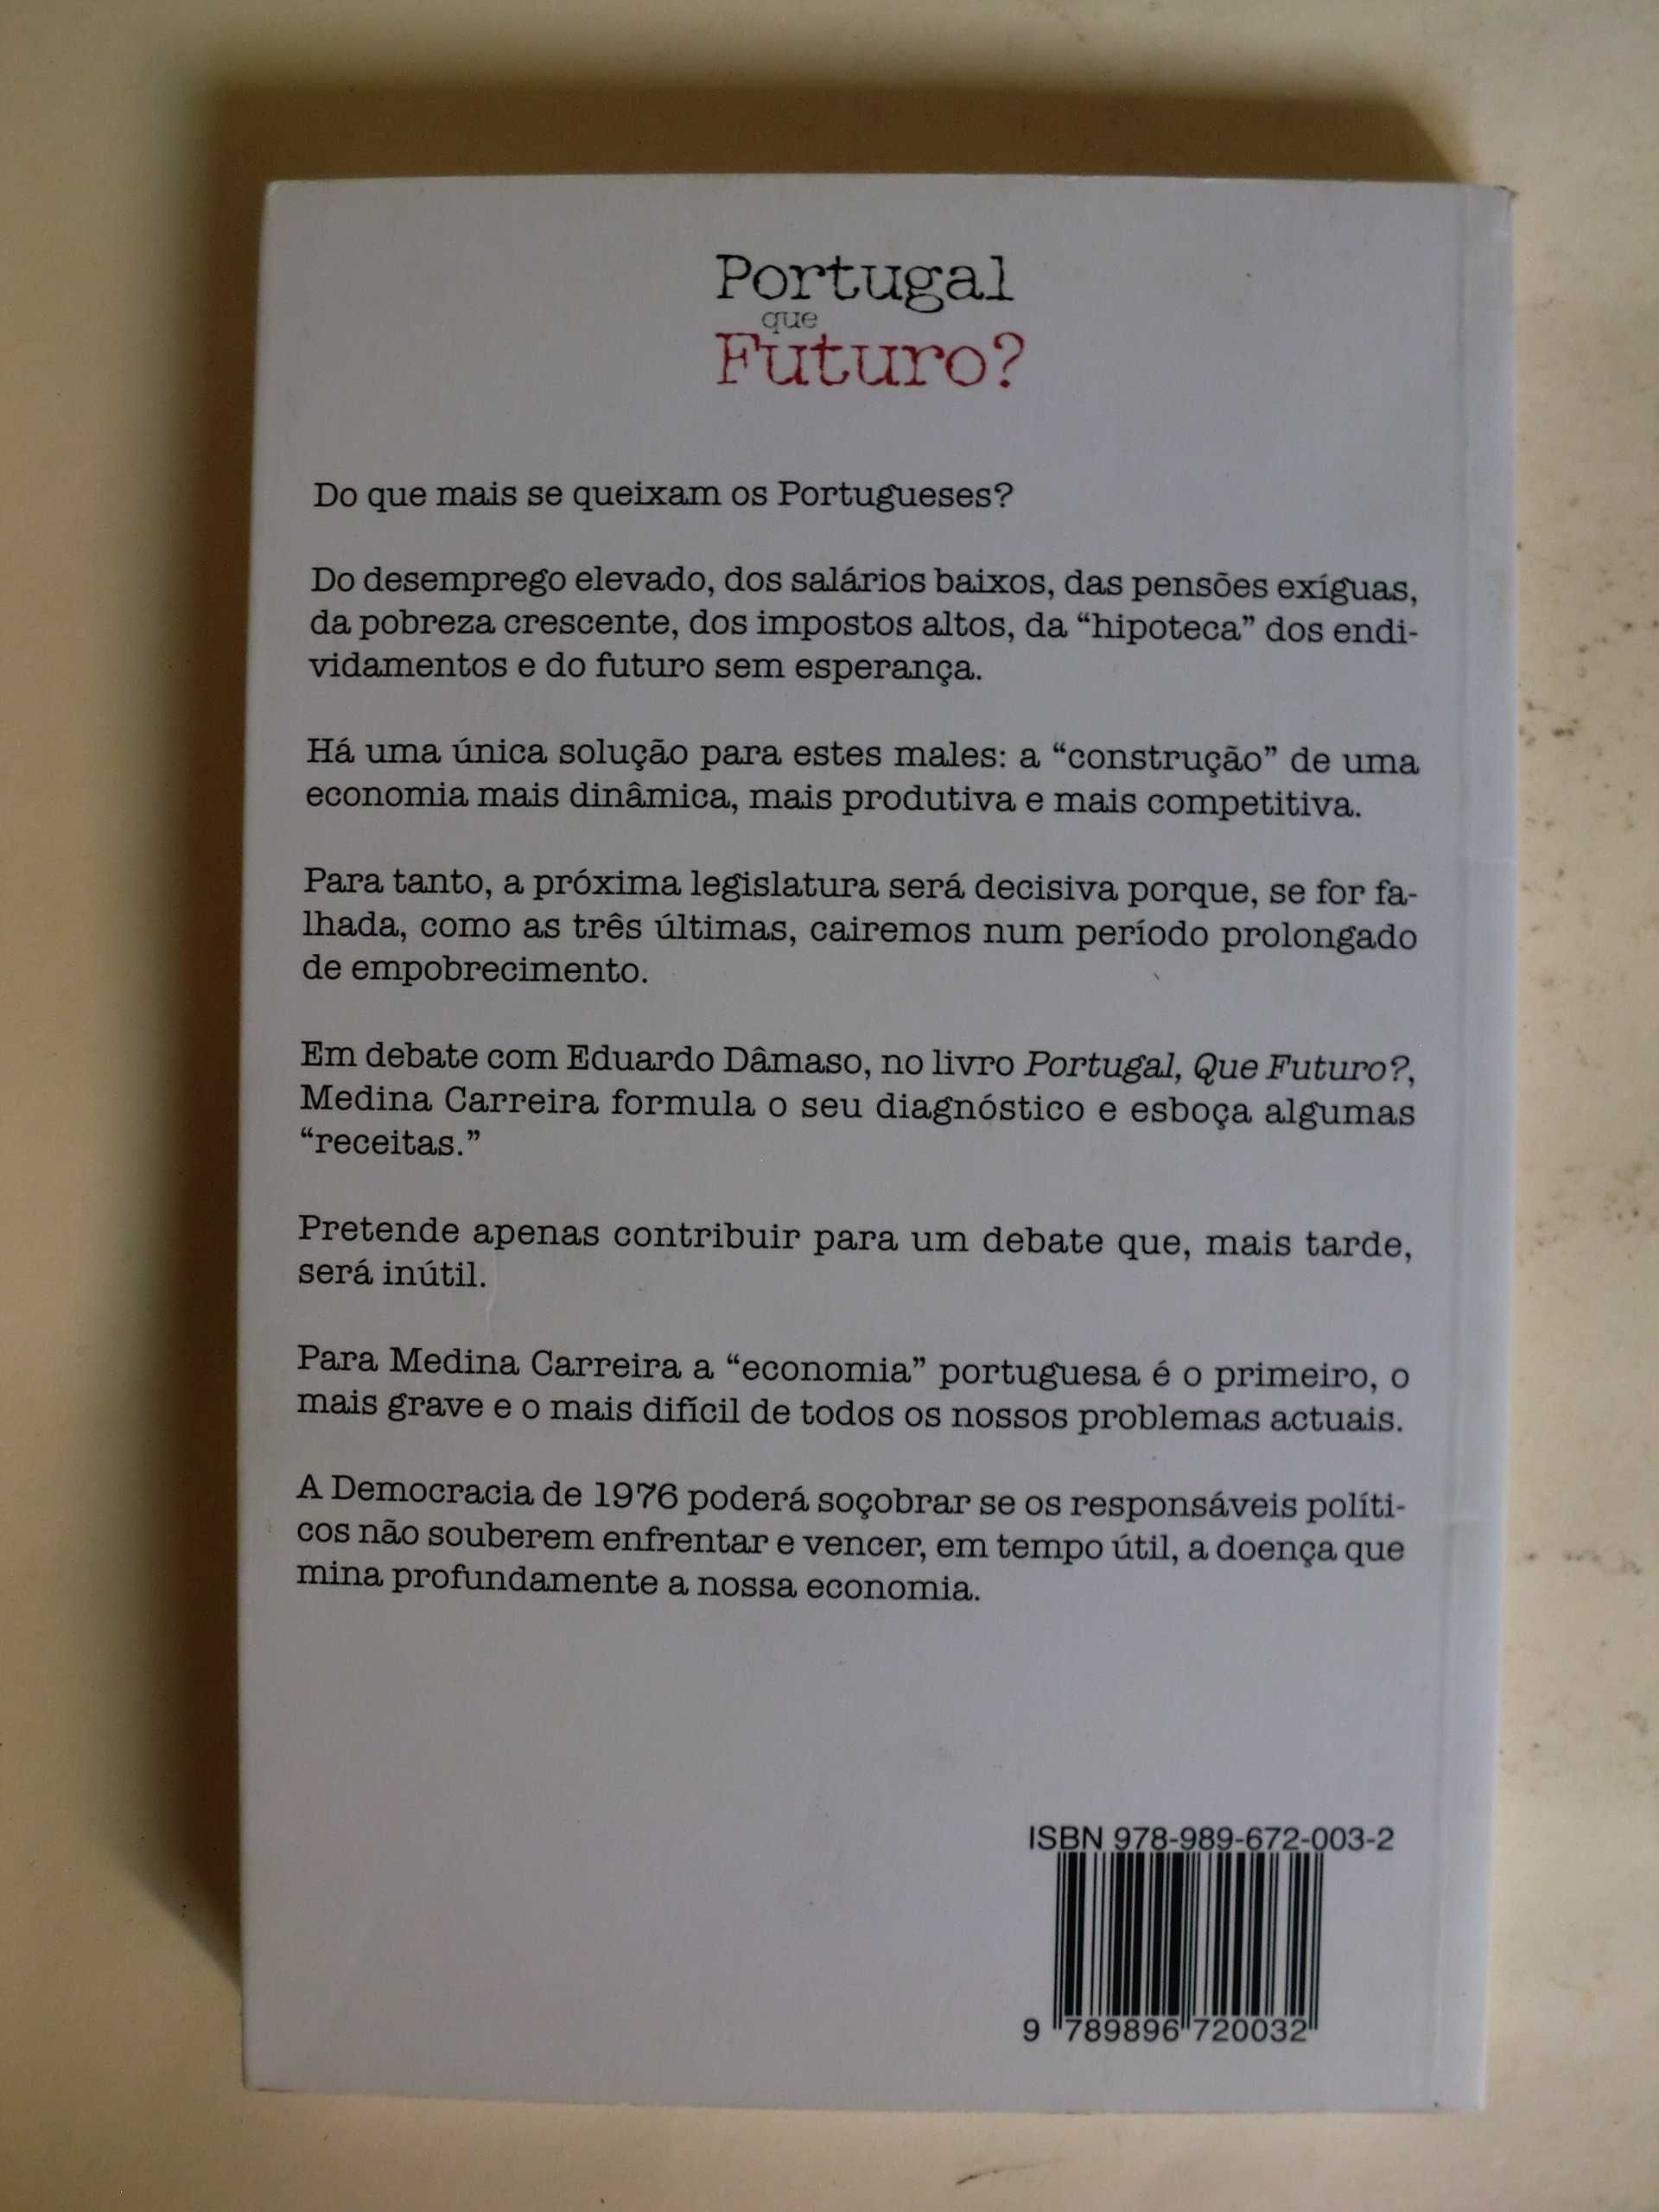 Portugal
que
Futuro?
Do que mais se queixam os Portugueses?
Do desemprego elevado, dos salários baixos, das pensões exíguas,
da pobreza crescente, dos impostos altos, da “hipoteca” dos endi-
vidamentos e do futuro sem esperança.
Há uma única solução para estes males: a “construção” de uma
economia mais dinâmica, mais produtiva e mais competitiva.
Para tanto, a próxima legislatura será decisiva porque, se for fa-
lhada, como as três últimas, cairemos num período prolongado
de empobrecimento.
Em debate com Eduardo Dâmaso, no livro Portugal, Que Futuro?,
Medina Carreira formula o seu diagnóstico e esboça algumas
“receitas.”
Pretende apenas contribuir para um debate que, mais tarde,
será inútil.
Para Medina Carreira a “economia” portuguesa é o primeiro, o
mais grave e o mais difícil de todos os nossos problemas actuais.
A Democracia de 1976 poderá soçobrar se os responsáveis políti-
cos não souberem enfrentar e vencer, em tempo útil, a doença que
mina profundamente a nossa economia.
ISBN 978-989-672-003-2
9 789896 720032